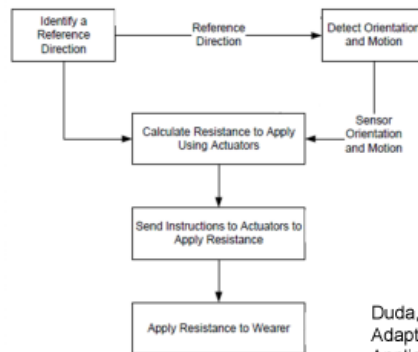 Identify a
Reference
Direction
Reference
Direction
Detect Orientation
and Motion
Sensor
Orientation
and Motion
Calculate Resistance to Apply
Using Actuators
Send Instructions to Actuators to
Apply Resistance
Apply Resistance to Wearer
Duda,
Adapt